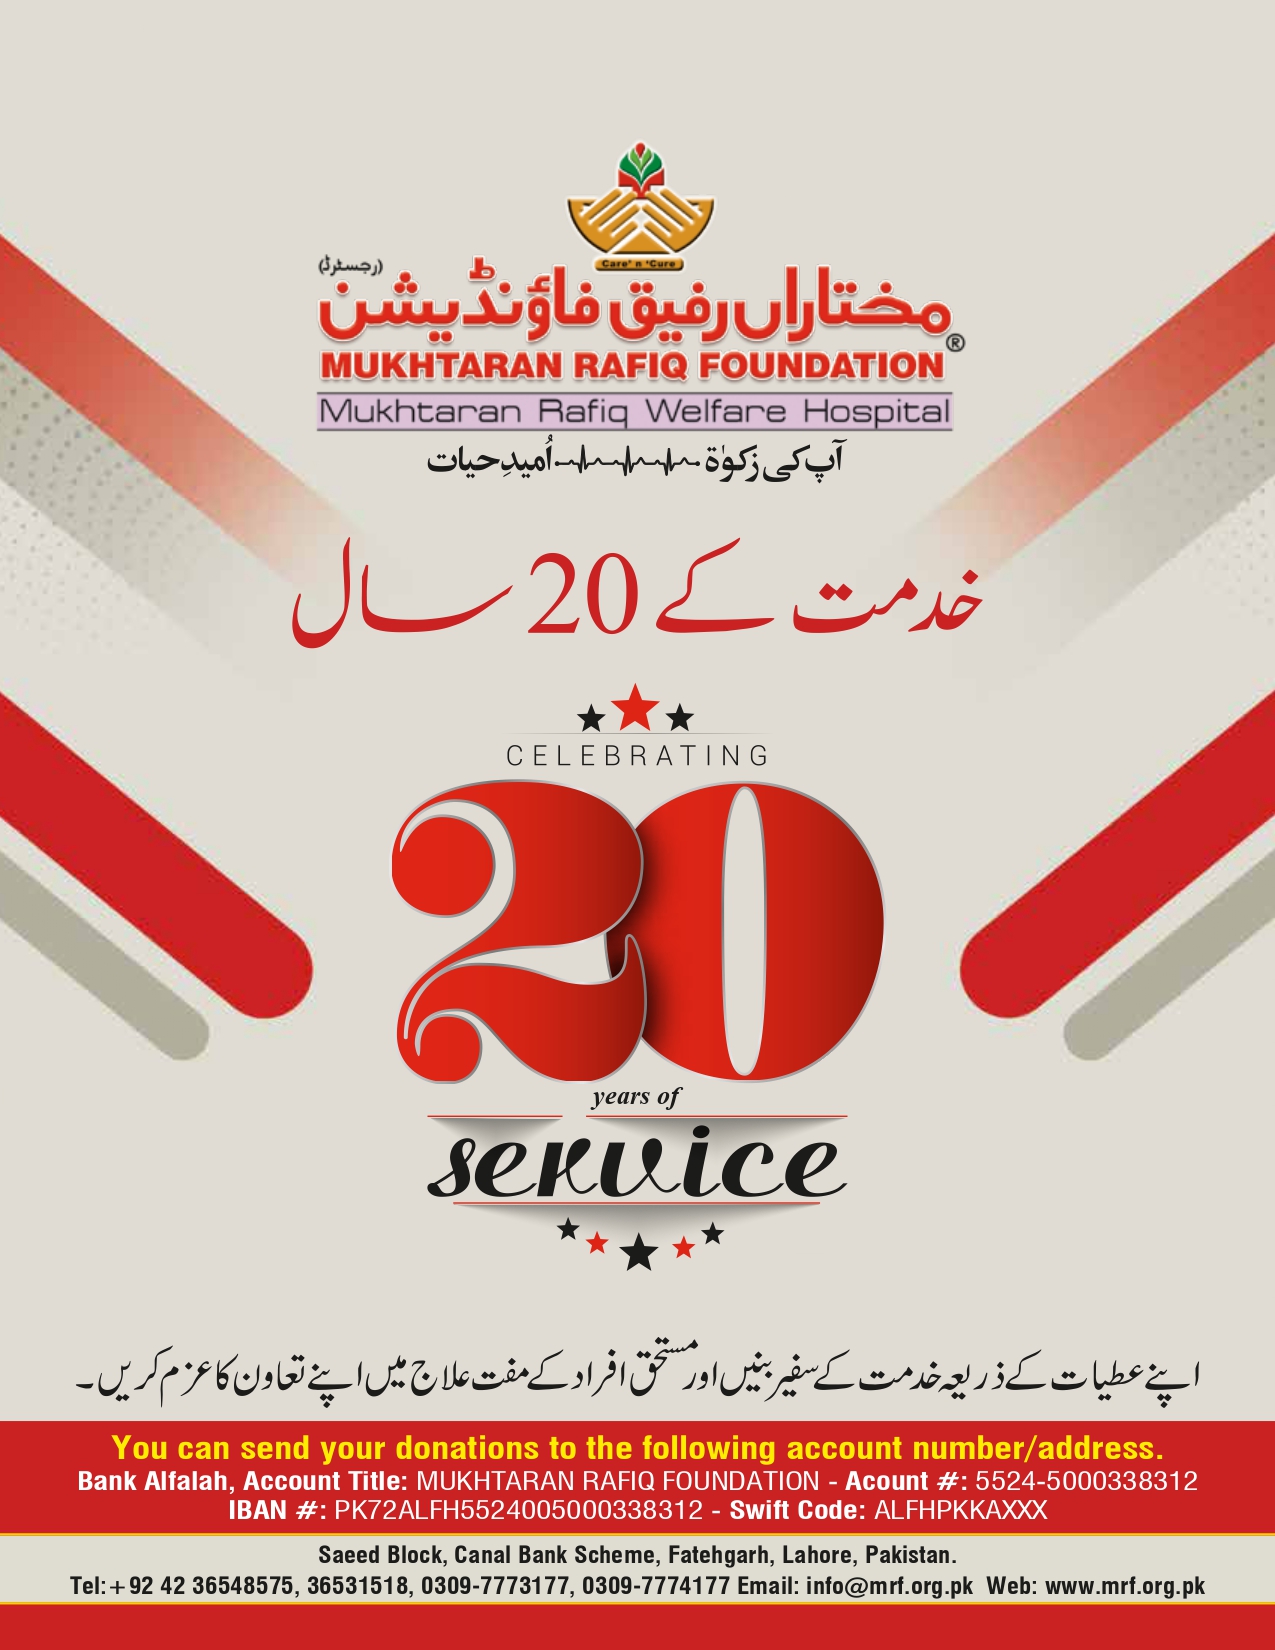 Care' n 'Cure
(رجسٹرڈ)
مختاراں رفیق فاؤنڈیشن
MUKHTARAN RAFIQ FOUNDATION®
Mukhtaran Rafiq Welfare Hospital
آپ کی زکوٰۃ اُمیدِ حیات
خدمت کے 20 سال
CELEBRATING
20
years of
service
اپنے عطیات کے ذریعہ خدمت کے سفیر بنیں اور مستحق افراد کے مفت علاج میں اپنے تعاون کا عزم کریں۔
You can send your donations to the following account number/address.
Bank Alfalah, Account Title: MUKHTARAN RAFIQ FOUNDATION - Acount #: 5524-5000338312
IBAN #: PK72ALFH5524005000338312 - Swift Code: ALFHPKKAXXX
Saeed Block, Canal Bank Scheme, Fatehgarh, Lahore, Pakistan.
Tel:+92 42 36548575, 36531518, 0309-7773177, 0309-7774177 Email: info@mrf.org.pk Web: www.mrf.org.pk